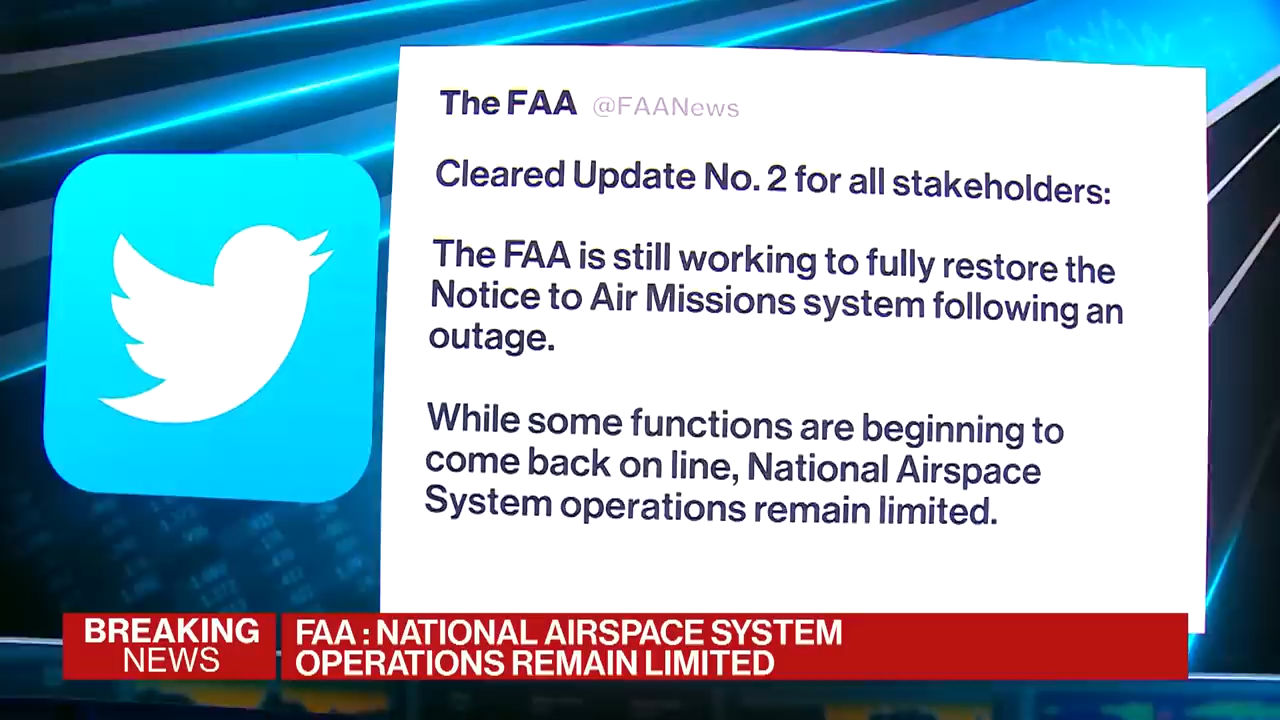 The FAA @FAANews
Cleared Update No. 2 for all stakeholders:
The FAA is still working to fully restore the
Notice to Air Missions system following an
outage.
While some functions are beginning to
come back on line, National Airspace
System operations remain limited.
BREAKING
NEWS
FAA : NATIONAL AIRSPACE SYSTEM
OPERATIONS REMAIN LIMITED